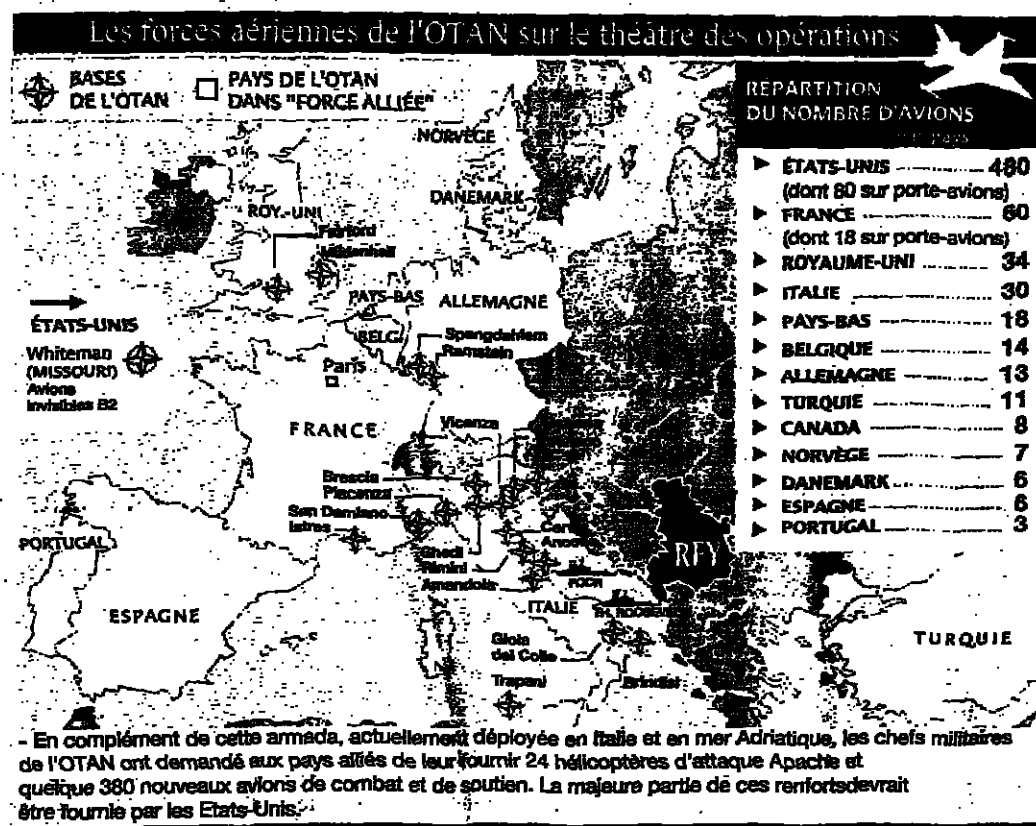 Les forces aériennes de l'OTAN sur le théâtre des opérations
BASES
DE L'OTAN
PAYS DE L'OTAN
DANS "FORCE ALLIÉE"
RÉPARTITION
DU NOMBRE D'AVIONS
ÉTATS-UNIS 480
(dont 80 sur porte-avions)
FRANCE 60
(dont 18 sur porte-avions)
ROYAUME-UNI 34
ITALIE 30
PAYS-BAS 18
BELGIQUE 14
ALLEMAGNE 13
TURQUIE 11
CANADA 8
NORVÈGE 7
DANEMARK 6
ESPAGNE 6
PORTUGAL 3
NORVÈGE
DANEMARK
ROY.-UNI
Fairford
Mildenhall
PAYS-BAS
ALLEMAGNE
BELG.
ÉTATS-UNIS
Whiteman
(MISSOURI)
Avions
invisibles B2
Spangdahlem
Ramstein
Paris
FRANCE
Vicenza
Brescia
Piacenza
San Damiano
Istres
Ghedi
Rimini
Amendola
RFY
PORTUGAL
ESPAGNE
ITALIE
Gioia
del Colle
Trapani
Brindisi
TURQUIE
- En complément de cette armada, actuellement déployée en Italie et en mer Adriatique, les chefs militaires
de l'OTAN ont demandé aux pays alliés de leur fournir 24 hélicoptères d'attaque Apache et
quelque 380 nouveaux avions de combat et de soutien. La majeure partie de ces renfortsdevrait
être fournie par les Etats-Unis.